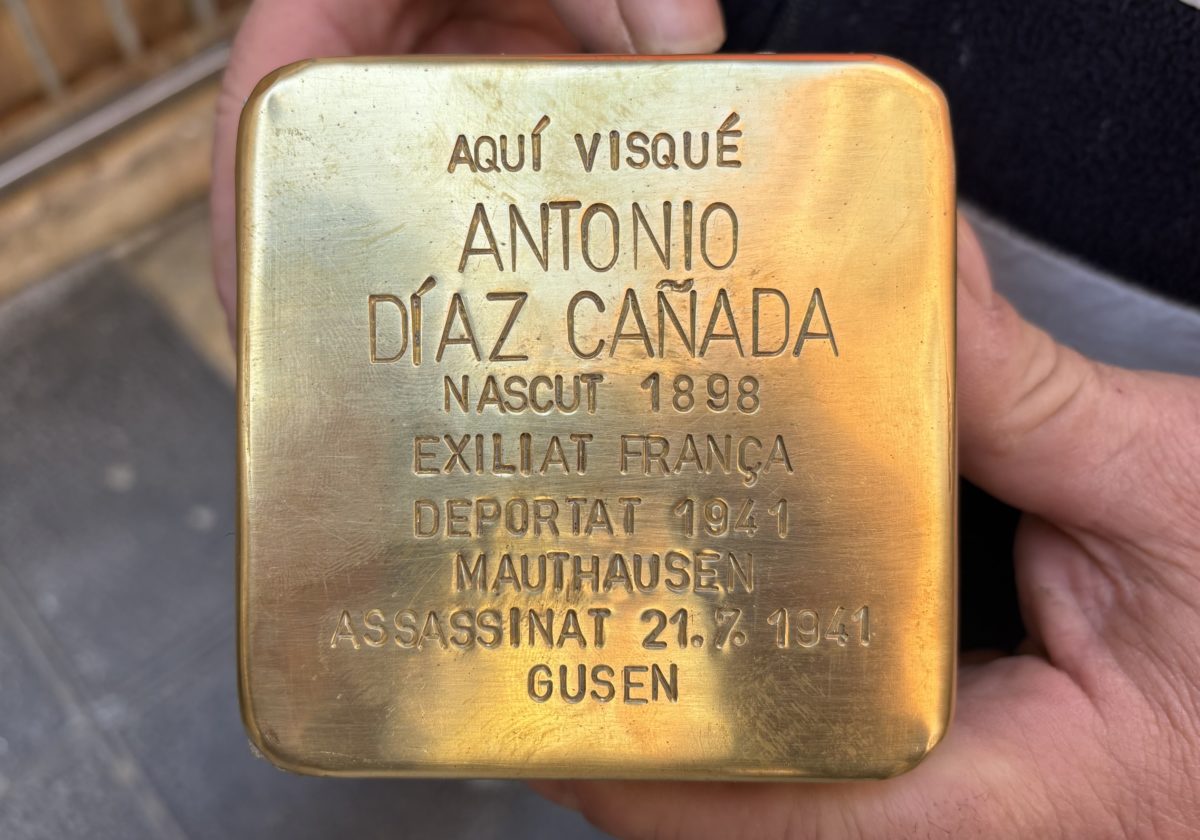 AQUÍ VISQUÉ
ANTONIO
DÍAZ CAÑADA
NASCUT 1898
EXILIAT FRANÇA
DEPORTAT 1941
MAUTHAUSEN
ASSASSINAT 21.7.1941
GUSEN